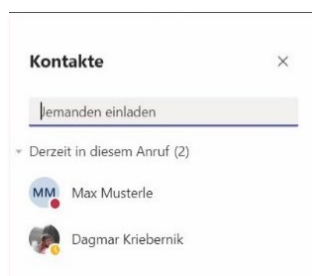 Kontakte
Jemanden einladen
Derzeit in diesem Anruf (2)
MM Max Musterle
Dagmar Kriebernik